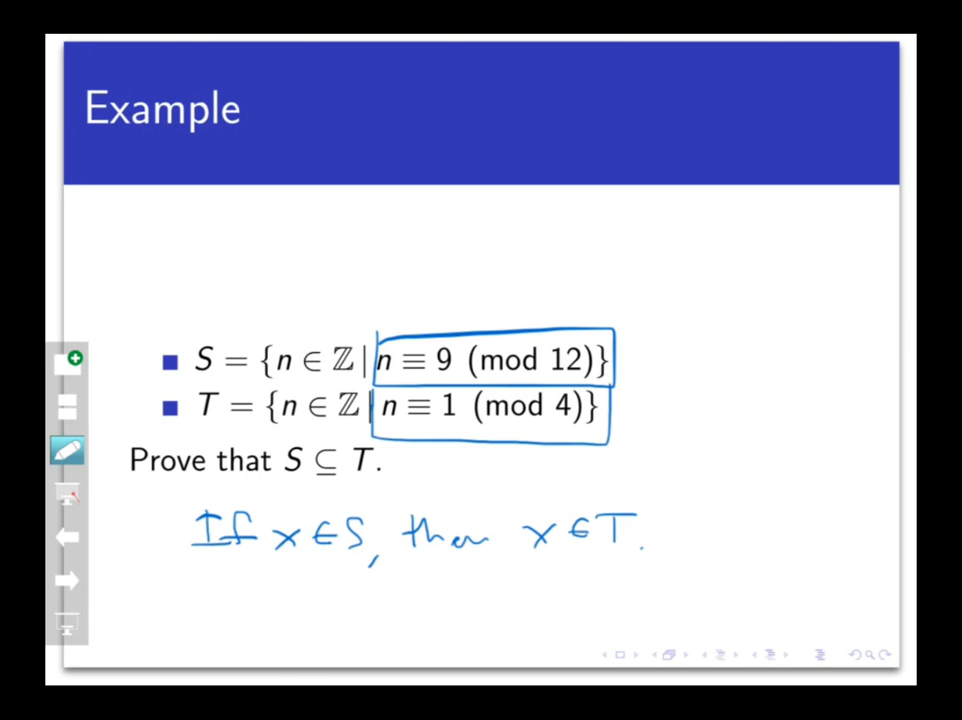 Example
S = {n ∈ ℤ | n ≡ 9 (mod 12)}
T = {n ∈ ℤ | n ≡ 1 (mod 4)}
Prove that S ⊆ T.
If x ∈ S, then x ∈ T.